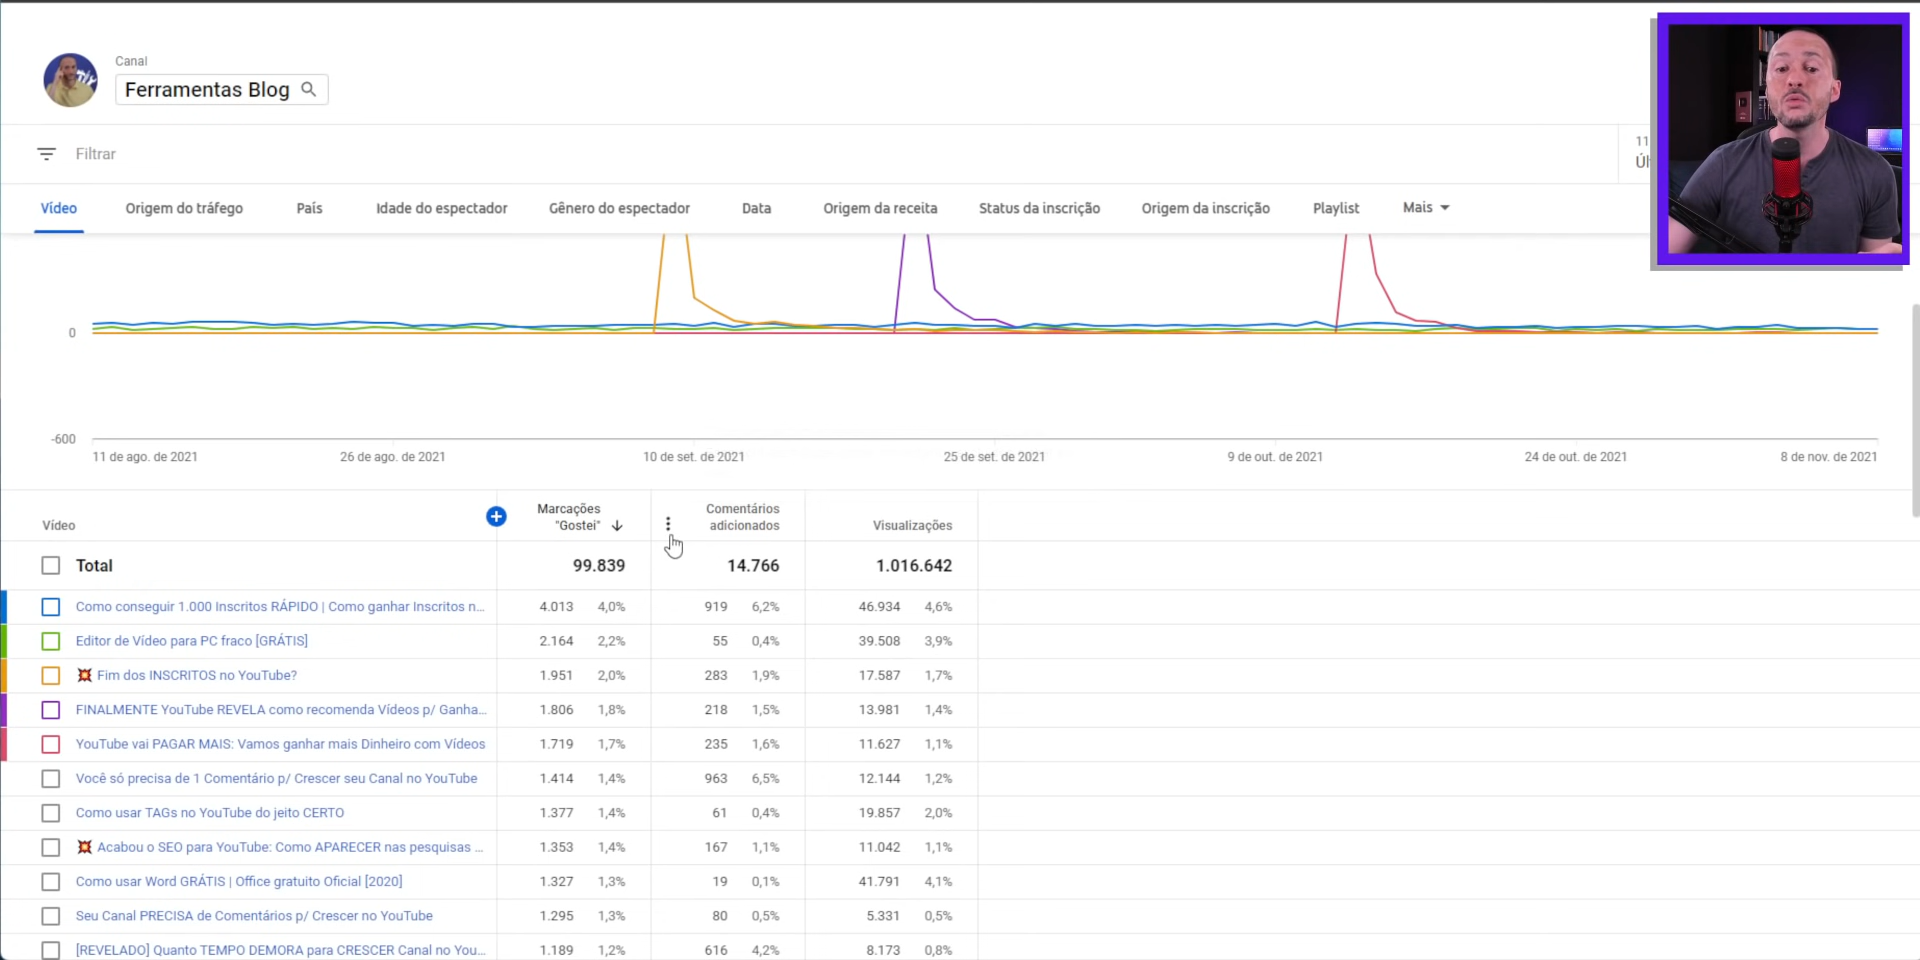 Canal
Ferramentas Blog
Filtrar
11
Úl
Vídeo Origem do tráfego País Idade do espectador Gênero do espectador Data Origem da receita Status da inscrição Origem da inscrição Playlist Mais
0
-600
11 de ago. de 2021 26 de ago. de 2021 10 de set. de 2021 25 de set. de 2021 9 de out. de 2021 24 de out. de 2021 8 de nov. de 2021
Marcações Comentários
Vídeo "Gostei" adicionados Visualizações
Total 99.839 14.766 1.016.642
Como conseguir 1.000 Inscritos RÁPIDO | Como ganhar Inscritos n... 4.013 4,0% 919 6,2% 46.934 4,6%
Editor de Vídeo para PC fraco [GRÁTIS] 2.164 2,2% 55 0,4% 39.508 3,9%
💥 Fim dos INSCRITOS no YouTube? 1.951 2,0% 283 1,9% 17.587 1,7%
FINALMENTE YouTube REVELA como recomenda Vídeos p/ Ganha... 1.806 1,8% 218 1,5% 13.981 1,4%
YouTube vai PAGAR MAIS: Vamos ganhar mais Dinheiro com Vídeos 1.719 1,7% 235 1,6% 11.627 1,1%
Você só precisa de 1 Comentário p/ Crescer seu Canal no YouTube 1.414 1,4% 963 6,5% 12.144 1,2%
Como usar TAGs no YouTube do jeito CERTO 1.377 1,4% 61 0,4% 19.857 2,0%
💥 Acabou o SEO para YouTube: Como APARECER nas pesquisas ... 1.353 1,4% 167 1,1% 11.042 1,1%
Como usar Word GRÁTIS | Office gratuito Oficial [2020] 1.327 1,3% 19 0,1% 41.791 4,1%
Seu Canal PRECISA de Comentários p/ Crescer no YouTube 1.295 1,3% 80 0,5% 5.331 0,5%
[REVELADO] Quanto TEMPO DEMORA para CRESCER Canal no You... 1.189 1,2% 616 4,2% 8.173 0,8%